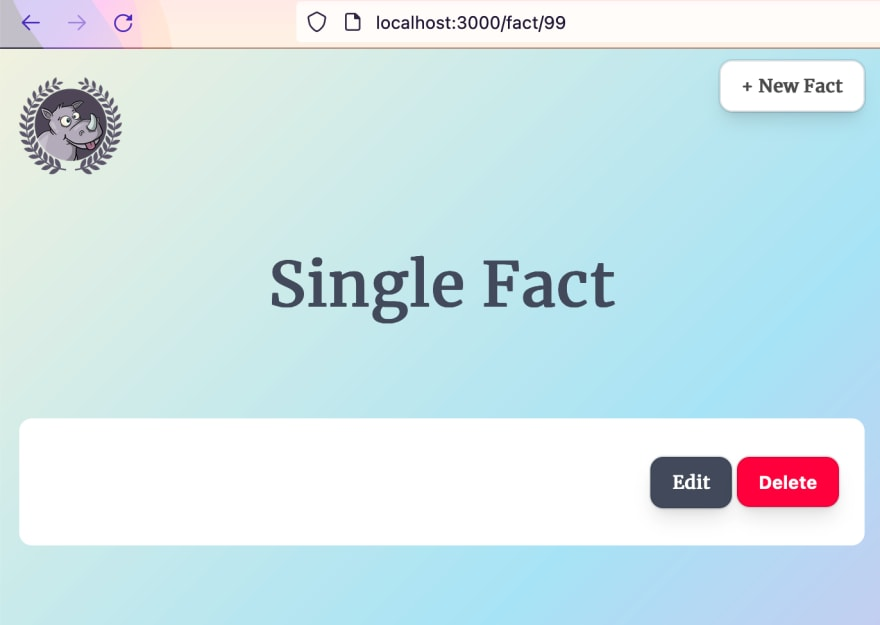 localhost:3000/fact/99
+ New Fact
Single Fact
Edit
Delete